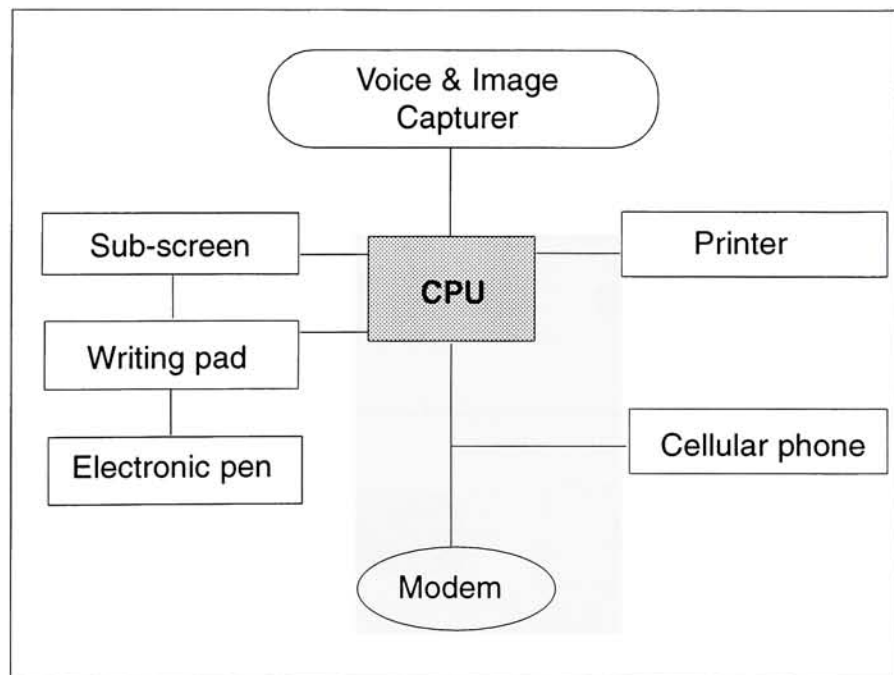 Voice & Image
Capturer
Sub-screen
Printer
CPU
Writing pad
Electronic pen
Cellular phone
Modem